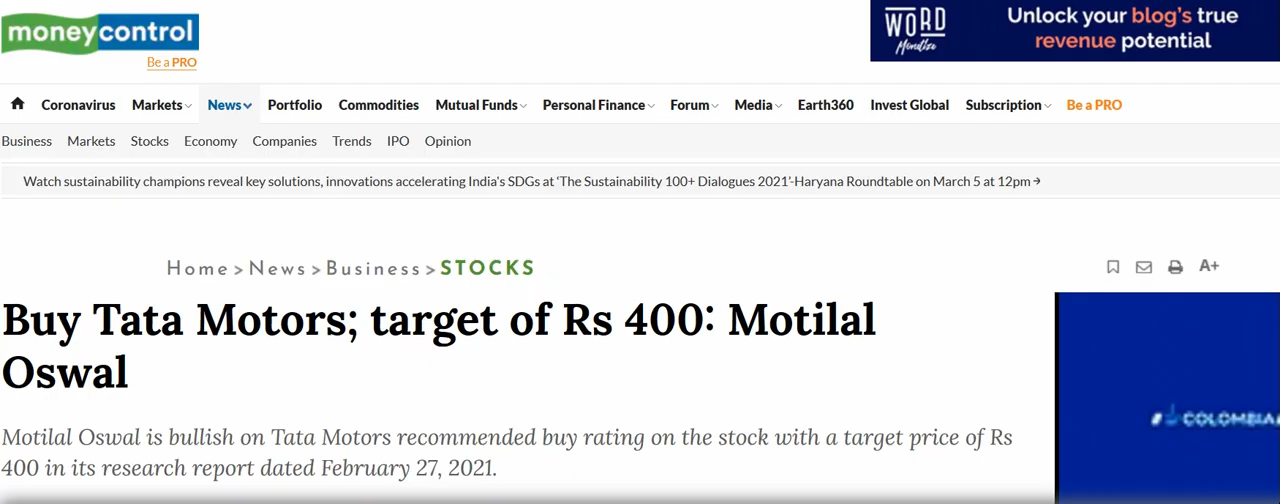 moneycontrol
Be a PRO
WORD
Monetize
Unlock your blog's true
revenue potential
Coronavirus Markets News Portfolio Commodities Mutual Funds Personal Finance Forum Media Earth360 Invest Global Subscription Be a PRO
Business Markets Stocks Economy Companies Trends IPO Opinion
Watch sustainability champions reveal key solutions, innovations accelerating India's SDGs at 'The Sustainability 100+ Dialogues 2021'-Haryana Roundtable on March 5 at 12pm →
Home > News > Business > STOCKS
A+
Buy Tata Motors; target of Rs 400: Motilal
Oswal
Motilal Oswal is bullish on Tata Motors recommended buy rating on the stock with a target price of Rs
400 in its research report dated February 27, 2021.
COLOMBIA